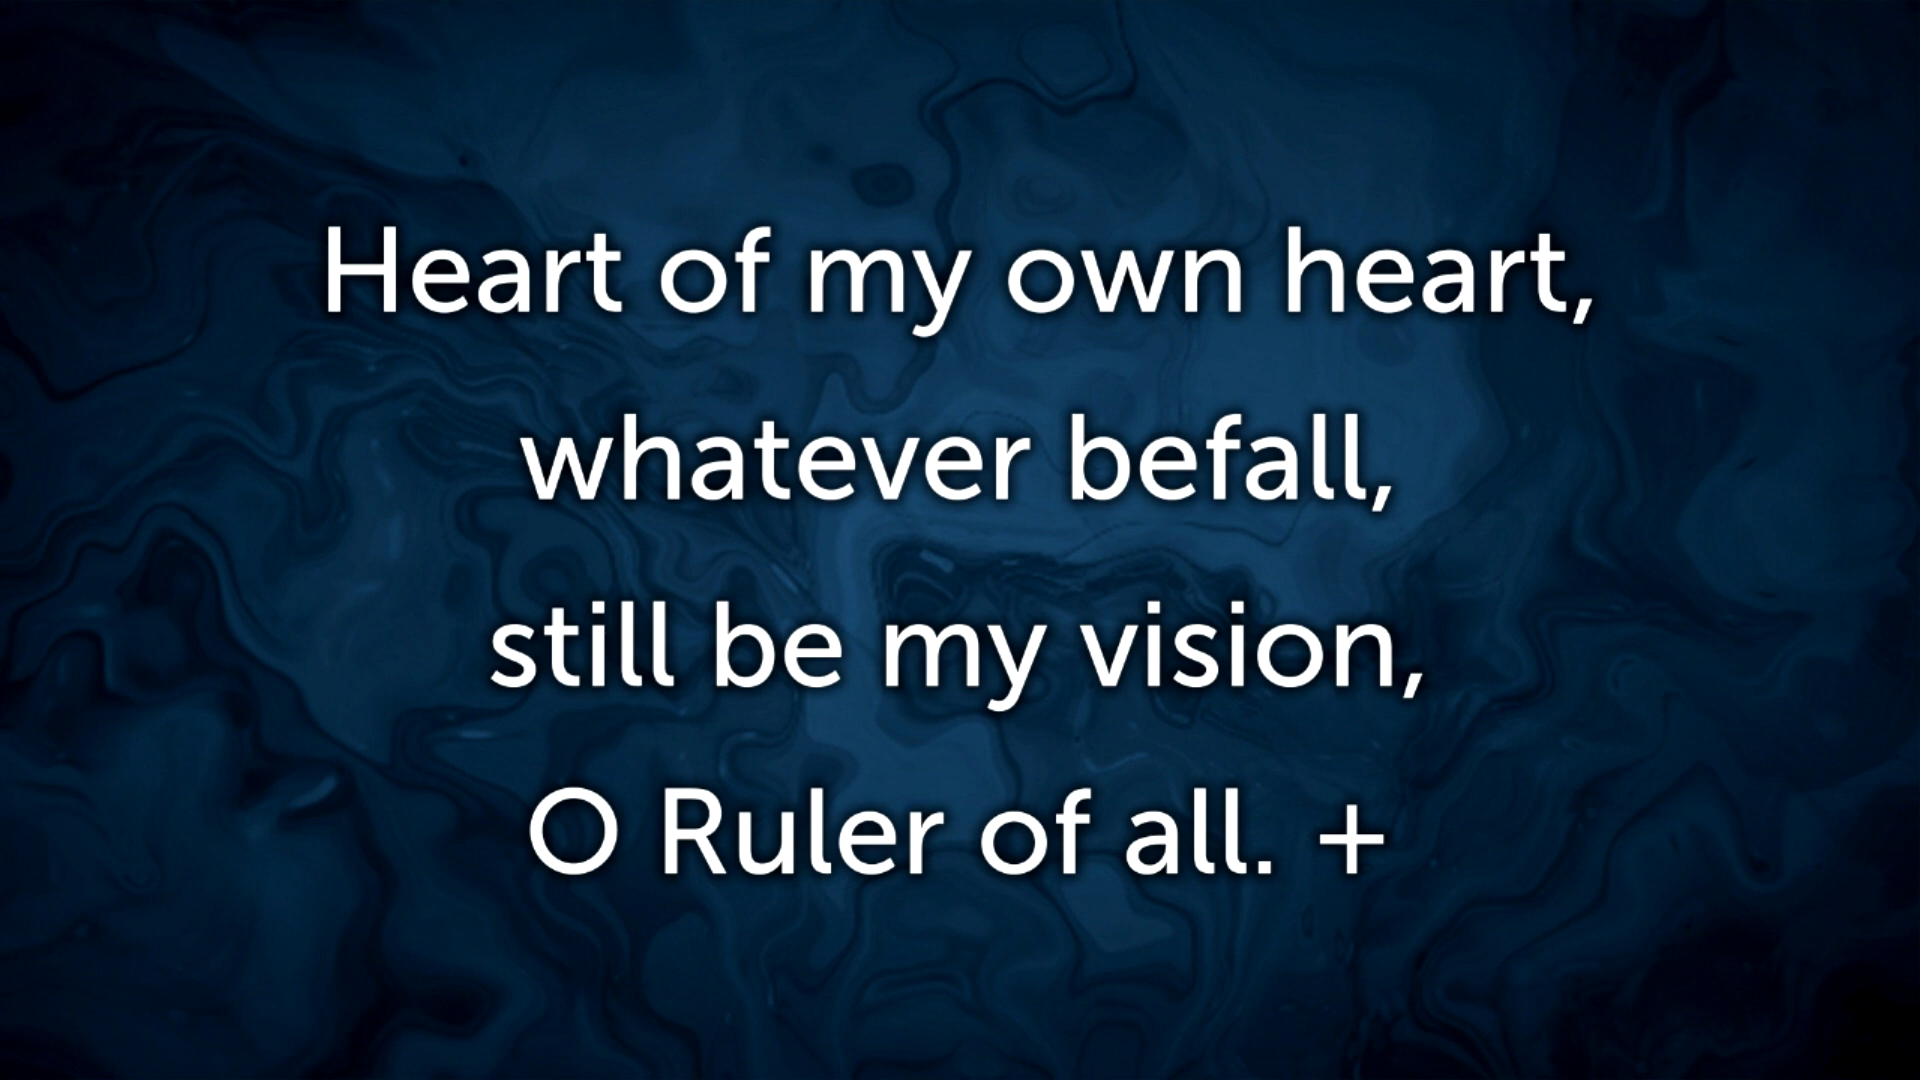 Heart of my own heart,
whatever befall,
still be my vision,
O Ruler of all. +